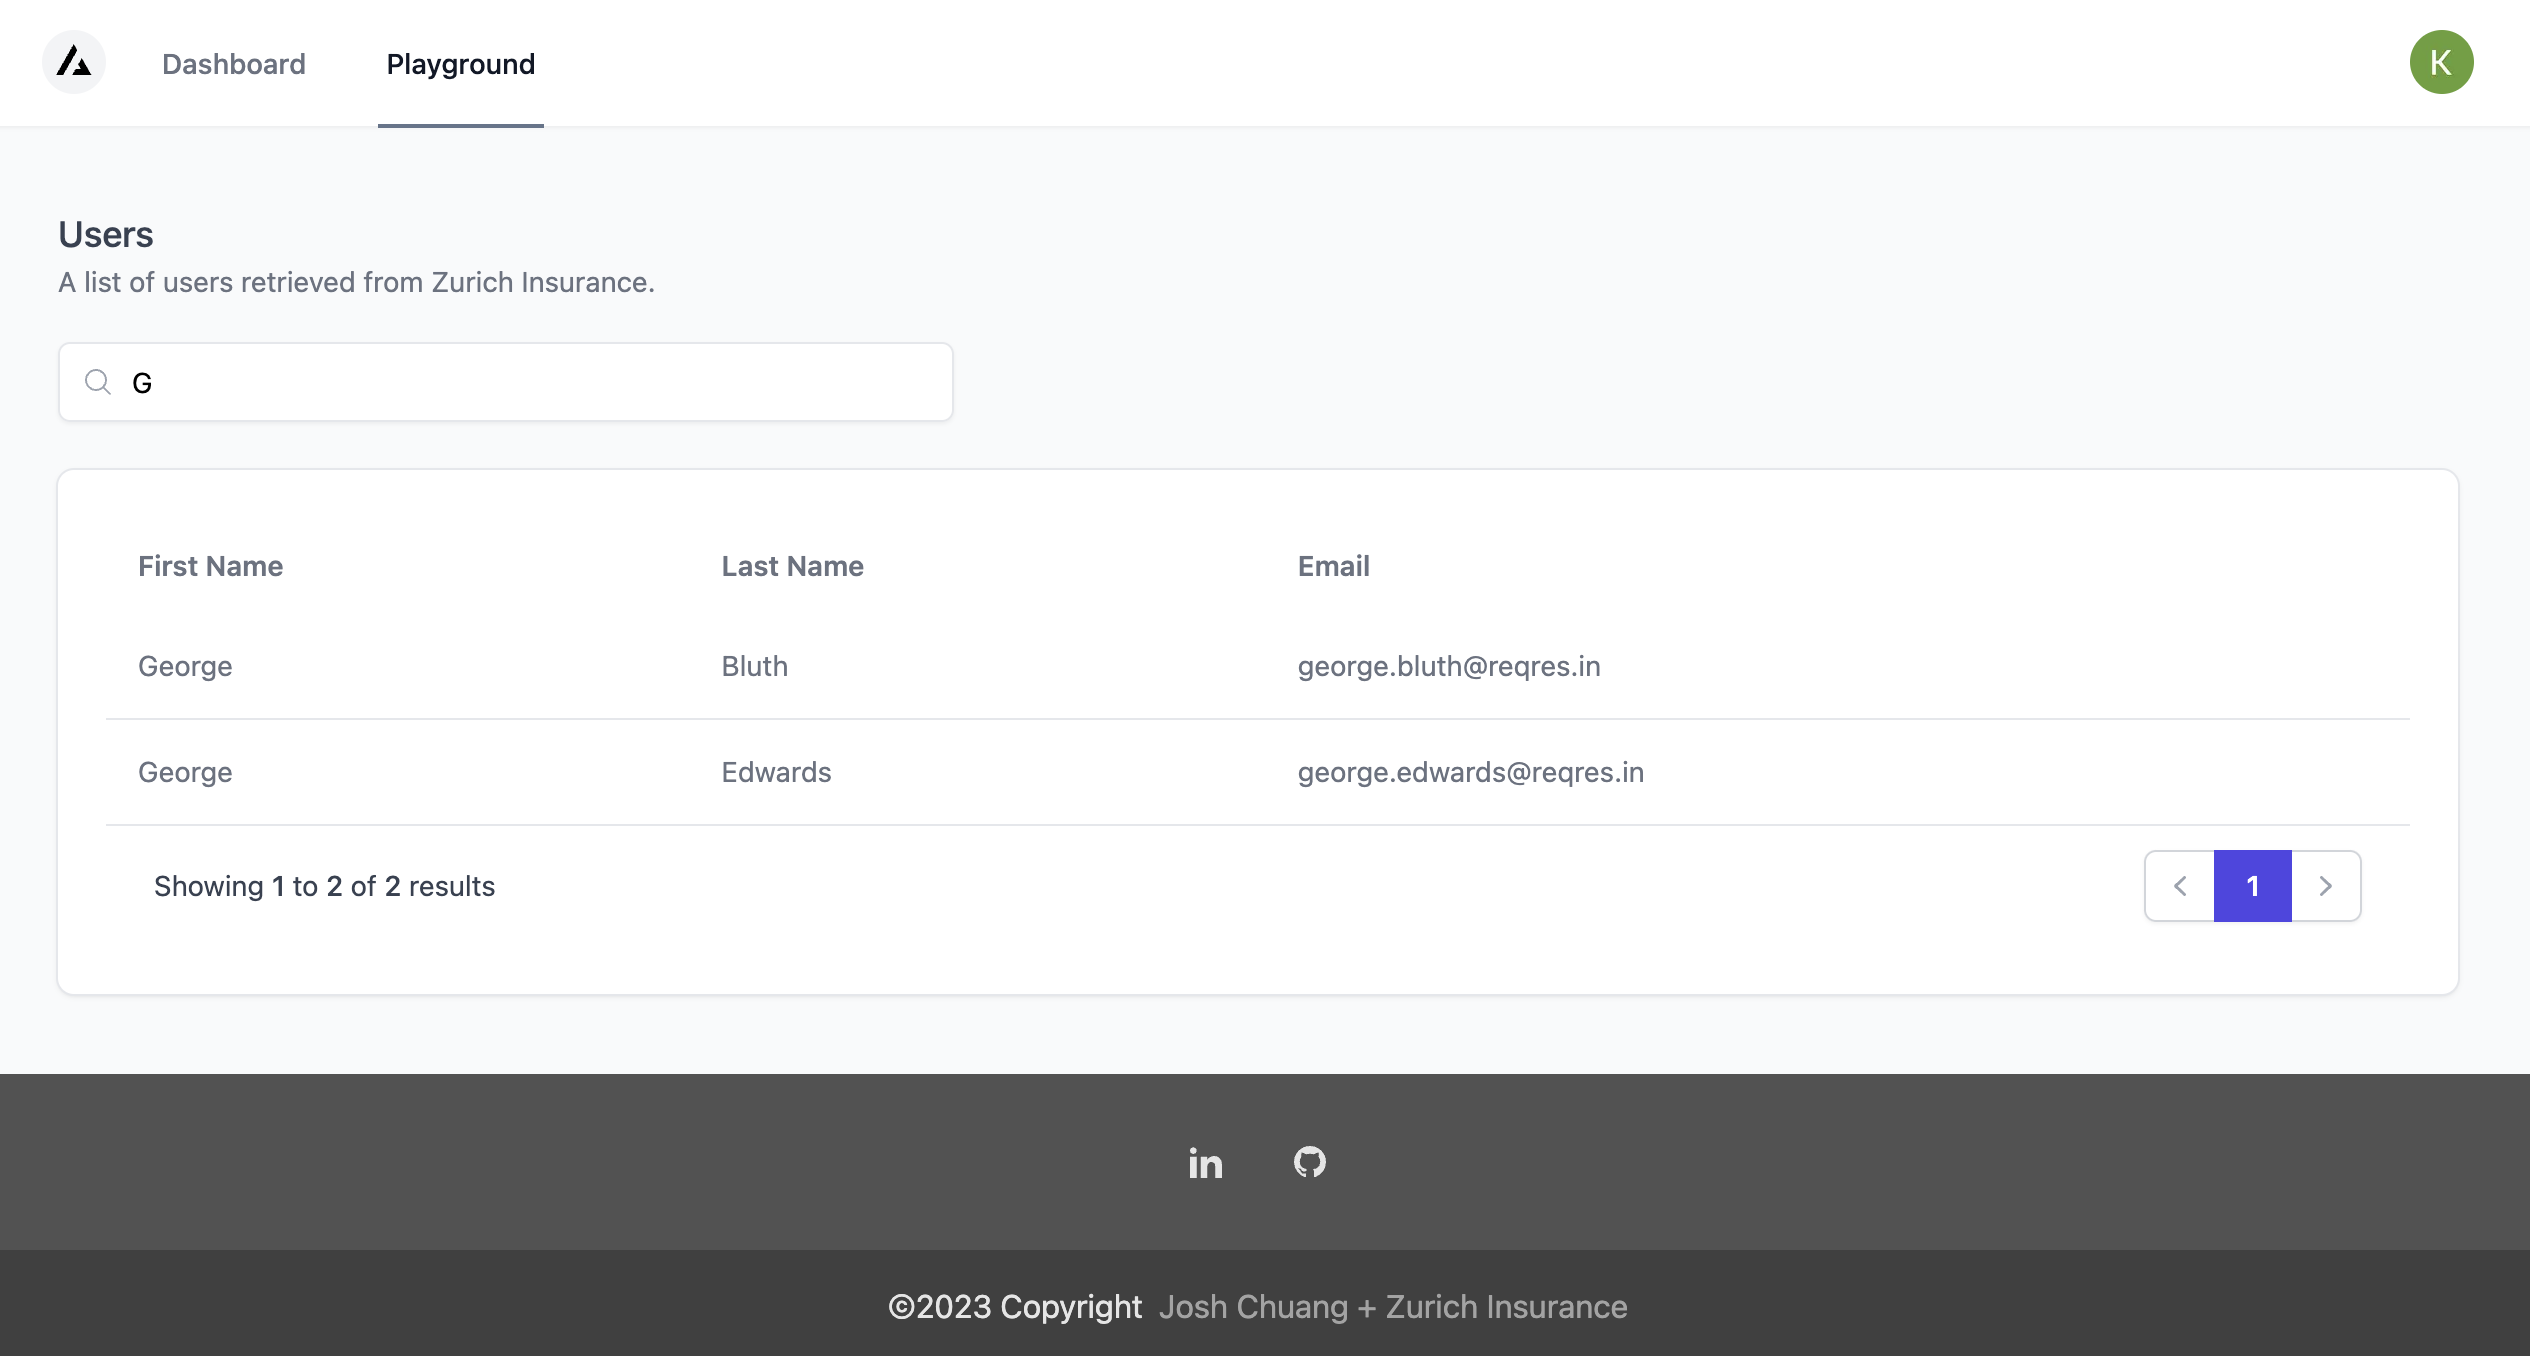 Dashboard Playground K
Users
A list of users retrieved from Zurich Insurance.
G
First Name Last Name Email
George Bluth george.bluth@reqres.in
George Edwards george.edwards@reqres.in
Showing 1 to 2 of 2 results 1
in
©2023 Copyright Josh Chuang + Zurich Insurance